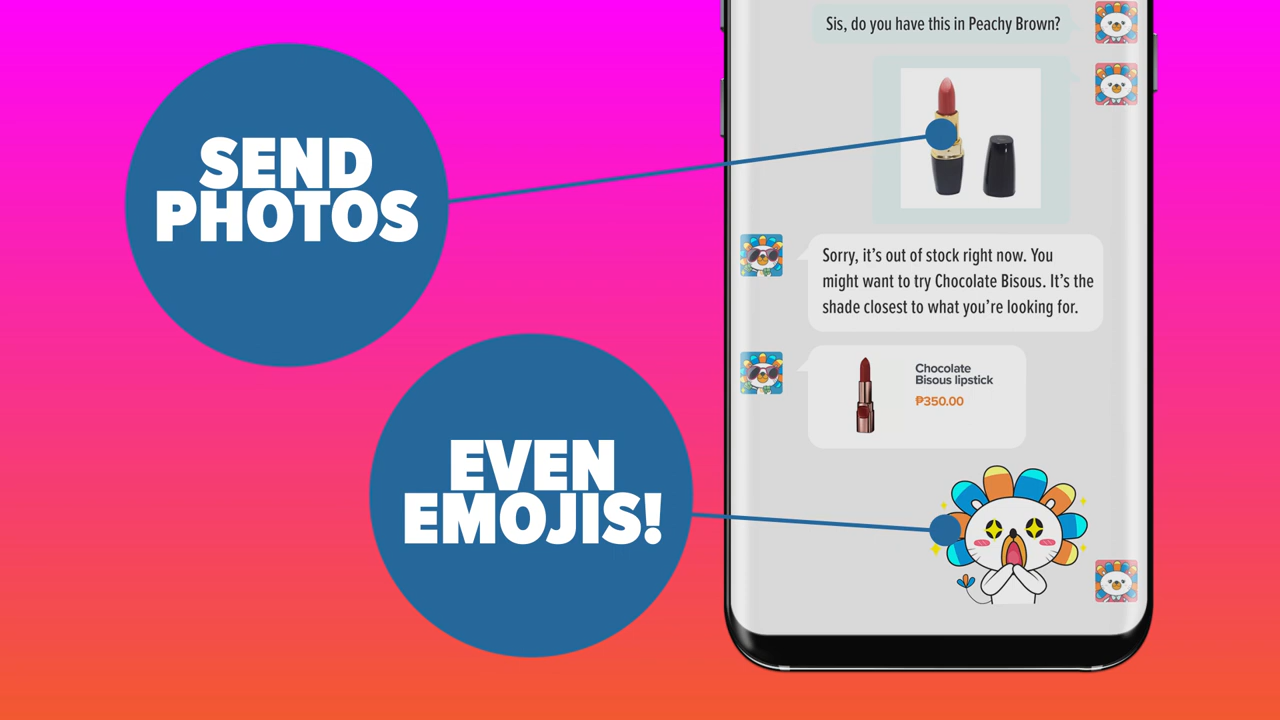 SEND
PHOTOS
EVEN
EMOJIS!
Sis, do you have this in Peachy Brown?
Sorry, it's out of stock right now. You
might want to try Chocolate Bisous. It's the
shade closest to what you're looking for.
Chocolate
Bisous lipstick
₱350.00